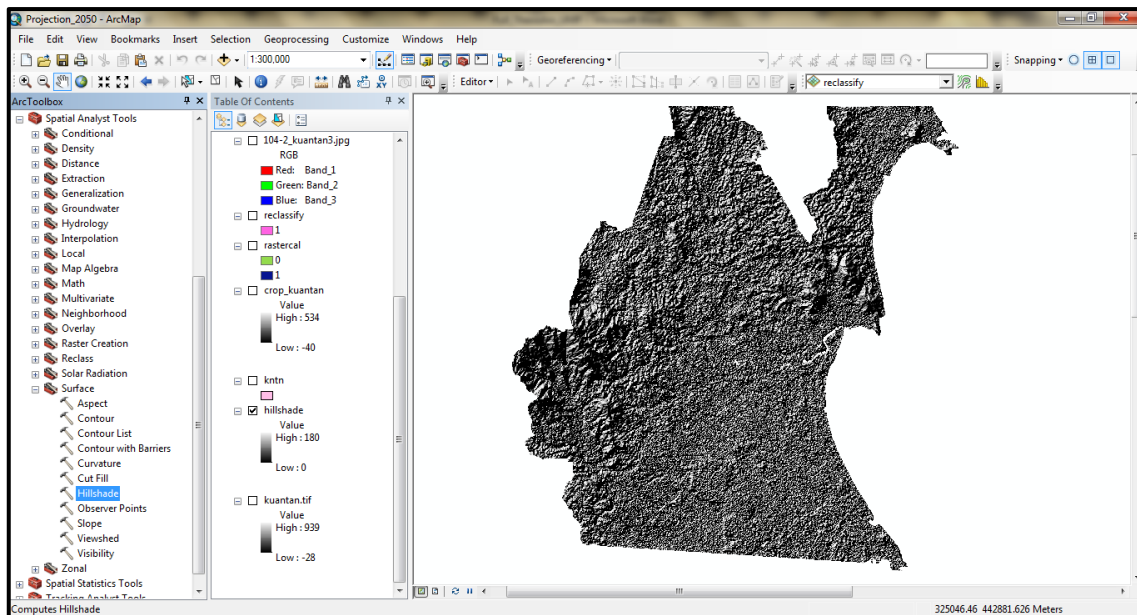 Projection_2050 - ArcMap
File Edit View Bookmarks Insert Selection Geoprocessing Customize Windows Help
1:300,000 Georeferencing Snapping
Editor reclassify
ArcToolbox
Spatial Analyst Tools
Conditional
Density
Distance
Extraction
Generalization
Groundwater
Hydrology
Interpolation
Local
Map Algebra
Math
Multivariate
Neighborhood
Overlay
Raster Creation
Reclass
Solar Radiation
Surface
Aspect
Contour
Contour List
Contour with Barriers
Curvature
Cut Fill
Hillshade
Observer Points
Slope
Viewshed
Visibility
Zonal
Spatial Statistics Tools
Tracking Analyst Tools
Table Of Contents
104-2_kuantan3.jpg
RGB
Red: Band_1
Green: Band_2
Blue: Band_3
reclassify
1
rastercal
0
1
crop_kuantan
Value
High : 534
Low : -40
kntn
hillshade
Value
High : 180
Low : 0
kuantan.tif
Value
High : 939
Low : -28
Computes Hillshade
325046.46 442881.626 Meters